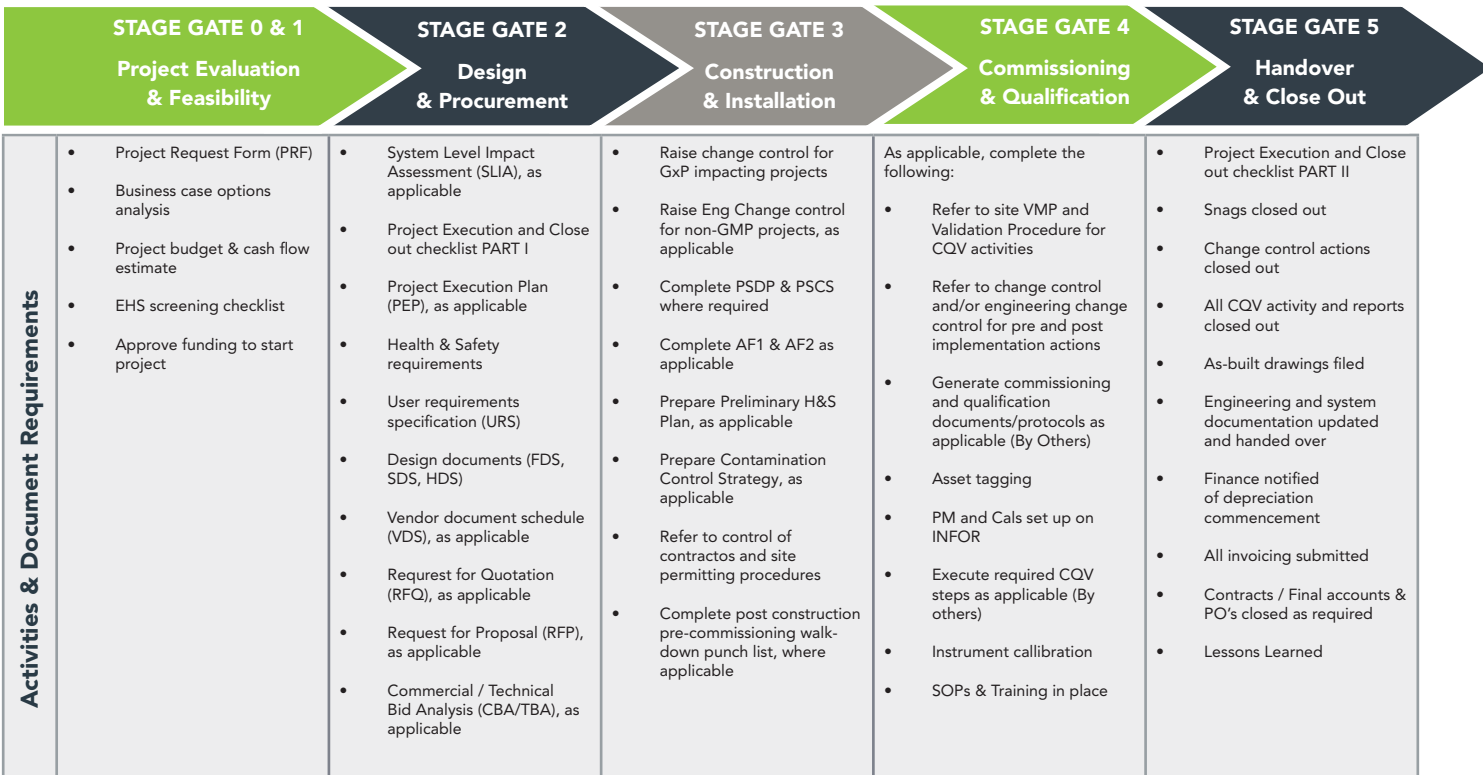 STAGE GATE 0 & 1
Project Evaluation
& Feasibility
STAGE GATE 2
Design
& Procurement
STAGE GATE 3
Construction
& Installation
STAGE GATE 4
Commissioning
& Qualification
STAGE GATE 5
Handover
& Close Out
Activities & Document Requirements
• Project Request Form (PRF)
• Business case options
analysis
• Project budget & cash flow
estimate
• EHS screening checklist
• Approve funding to start
project
• System Level Impact
Assessment (SLIA), as
applicable
• Project Execution and Close
out checklist PART I
• Project Execution Plan
(PEP), as applicable
• Health & Safety
requirements
• User requirements
specification (URS)
• Design documents (FDS,
SDS, HDS)
• Vendor document schedule
(VDS), as applicable
• Requrest for Quotation
(RFQ), as applicable
• Request for Proposal (RFP),
as applicable
• Commercial / Technical
Bid Analysis (CBA/TBA), as
applicable
• Raise change control for
GxP impacting projects
• Raise Eng Change control
for non-GMP projects, as
applicable
• Complete PSDP & PSCS
where required
• Complete AF1 & AF2 as
applicable
• Prepare Preliminary H&S
Plan, as applicable
• Prepare Contamination
Control Strategy, as
applicable
• Refer to control of
contractos and site
permitting procedures
• Complete post construction
pre-commissioning walk-
down punch list, where
applicable
As applicable, complete the
following:
• Refer to site VMP and
Validation Procedure for
CQV activities
• Refer to change control
and/or engineering change
control for pre and post
implementation actions
• Generate commissioning
and qualification
documents/protocols as
applicable (By Others)
• Asset tagging
• PM and Cals set up on
INFOR
• Execute required CQV
steps as applicable (By
others)
• Instrument callibration
• SOPs & Training in place
• Project Execution and Close
out checklist PART II
• Snags closed out
• Change control actions
closed out
• All CQV activity and reports
closed out
• As-built drawings filed
• Engineering and system
documentation updated
and handed over
• Finance notified
of depreciation
commencement
• All invoicing submitted
• Contracts / Final accounts &
PO's closed as required
• Lessons Learned